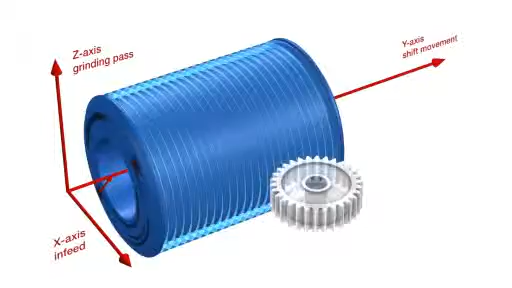 Z-axis
grinding pass
Y-axis
shift movement
X-axis
infeed